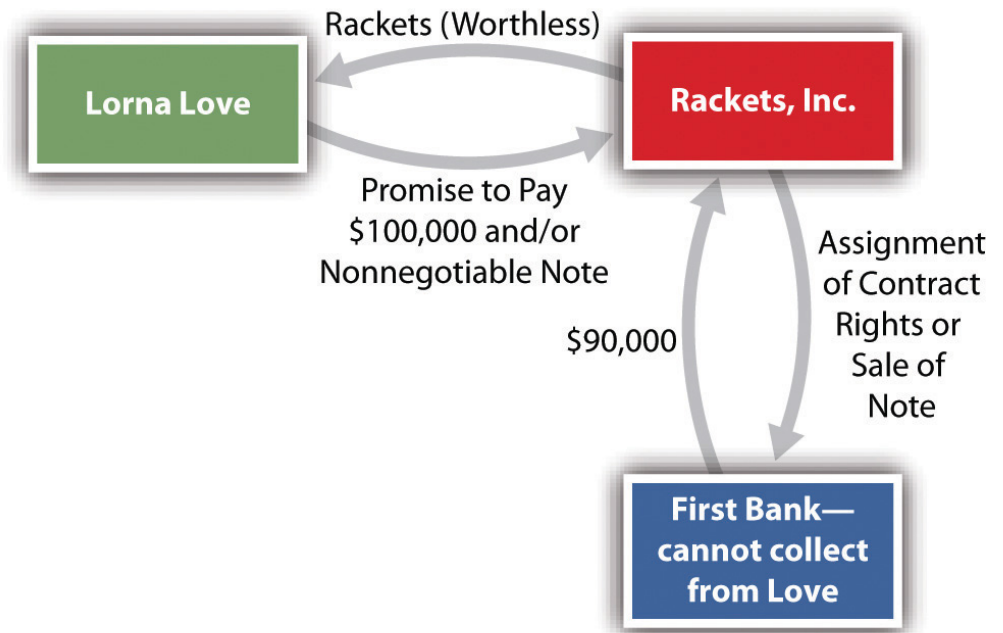 Rackets (Worthless)
Lorna Love
Rackets, Inc.
Promise to Pay
$100,000 and/or
Nonnegotiable Note
$90,000
Assignment
of Contract
Rights or
Sale of
Note
First Bank—
cannot collect
from Love